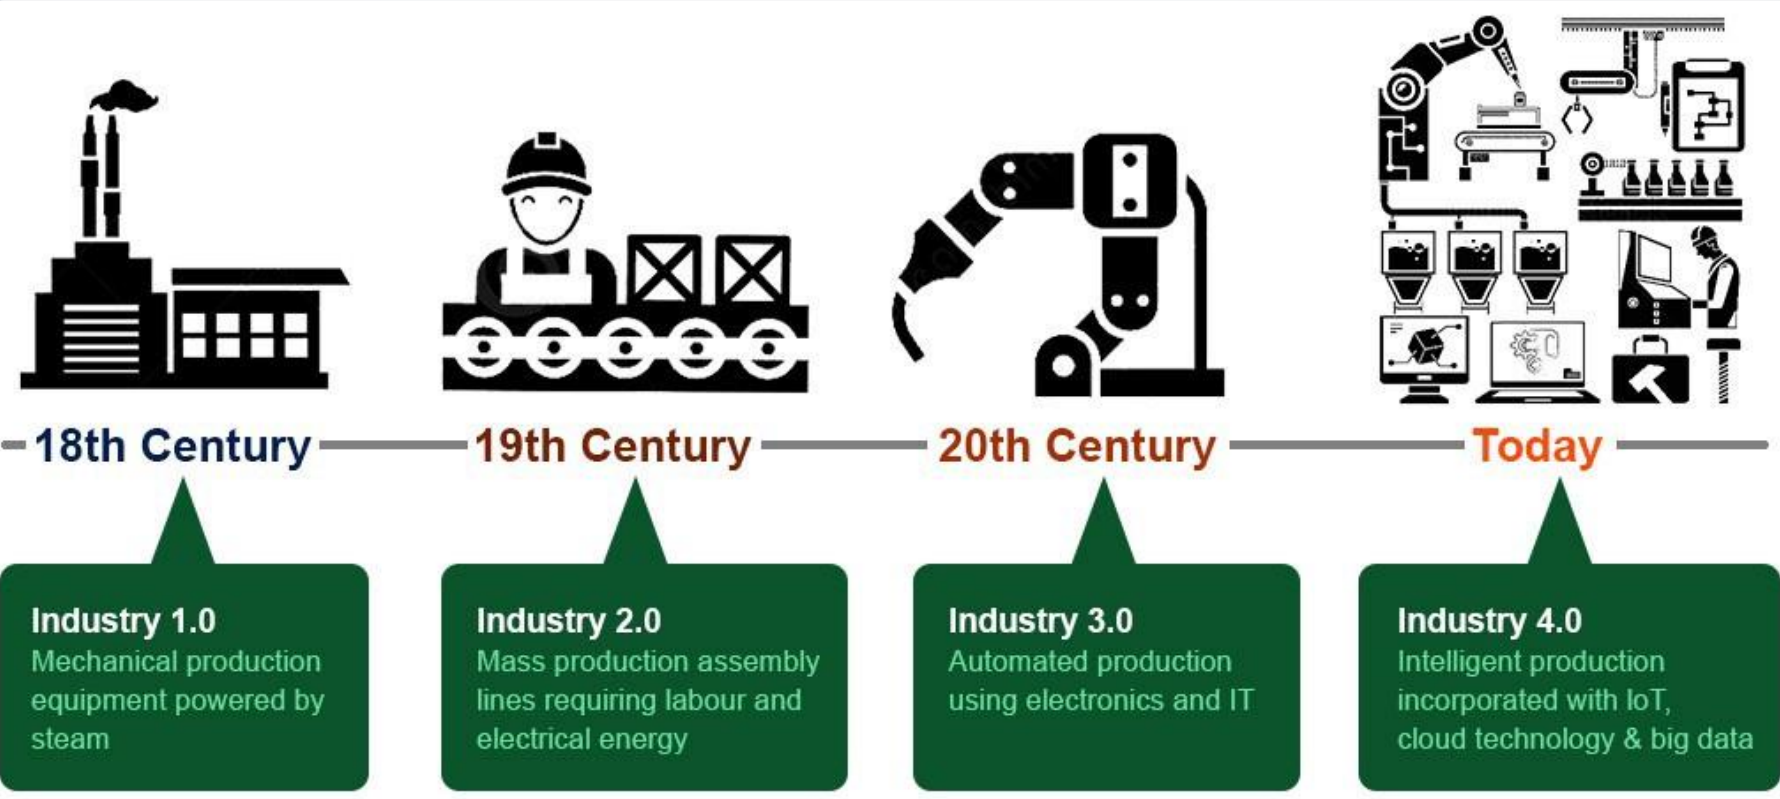 18th Century
19th Century
20th Century
Today
Industry 1.0
Mechanical production
equipment powered by
steam
Industry 2.0
Mass production assembly
lines requiring labour and
electrical energy
Industry 3.0
Automated production
using electronics and IT
Industry 4.0
Intelligent production
incorporated with IoT,
cloud technology & big data